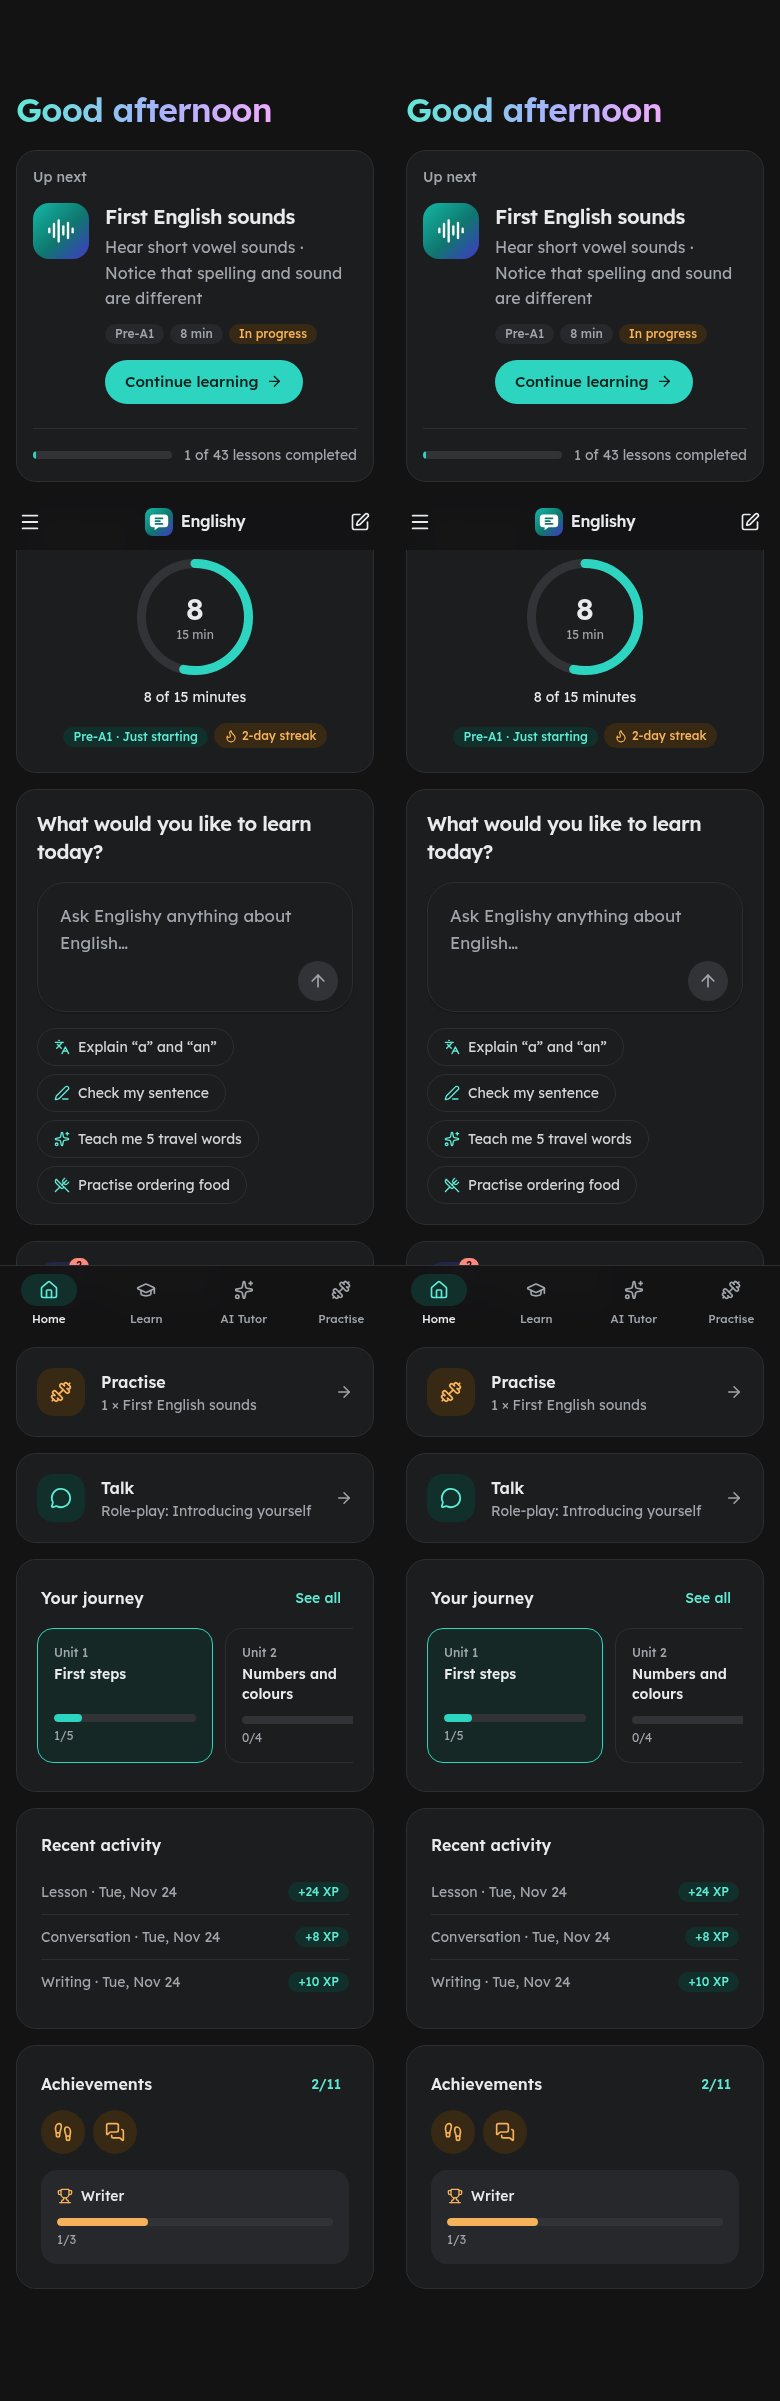 Good afternoon
Up next
First English sounds
Hear short vowel sounds ·
Notice that spelling and sound
are different
Pre-A1 8 min In progress
Continue learning
1 of 43 lessons completed
Englishy
8
15 min
8 of 15 minutes
Pre-A1 · Just starting 2-day streak
What would you like to learn
today?
Ask Englishy anything about
English…
Explain “a” and “an”
Check my sentence
Teach me 5 travel words
Practise ordering food
Home Learn AI Tutor Practise
Practise
1 × First English sounds
Talk
Role-play: Introducing yourself
Your journey See all
Unit 1
First steps
1/5
Unit 2
Numbers and
colours
0/4
Recent activity
Lesson · Tue, Nov 24 +24 XP
Conversation · Tue, Nov 24 +8 XP
Writing · Tue, Nov 24 +10 XP
Achievements 2/11
Writer
1/3
Good afternoon
Up next
First English sounds
Hear short vowel sounds ·
Notice that spelling and sound
are different
Pre-A1 8 min In progress
Continue learning
1 of 43 lessons completed
Englishy
8
15 min
8 of 15 minutes
Pre-A1 · Just starting 2-day streak
What would you like to learn
today?
Ask Englishy anything about
English…
Explain “a” and “an”
Check my sentence
Teach me 5 travel words
Practise ordering food
Home Learn AI Tutor Practise
Practise
1 × First English sounds
Talk
Role-play: Introducing yourself
Your journey See all
Unit 1
First steps
1/5
Unit 2
Numbers and
colours
0/4
Recent activity
Lesson · Tue, Nov 24 +24 XP
Conversation · Tue, Nov 24 +8 XP
Writing · Tue, Nov 24 +10 XP
Achievements 2/11
Writer
1/3